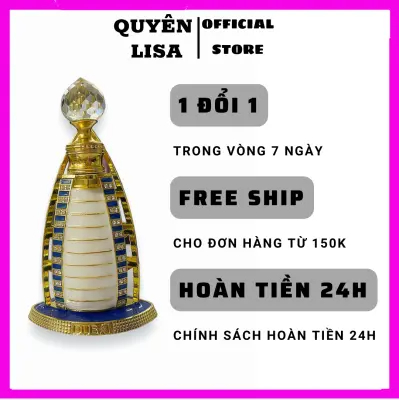 QUYÊN LISA
OFFICIAL STORE
1 ĐỔI 1
TRONG VÒNG 7 NGÀY
FREE SHIP
CHO ĐƠN HÀNG TỪ 150K
HOÀN TIỀN 24H
CHÍNH SÁCH HOÀN TIỀN 24H
DUBAI